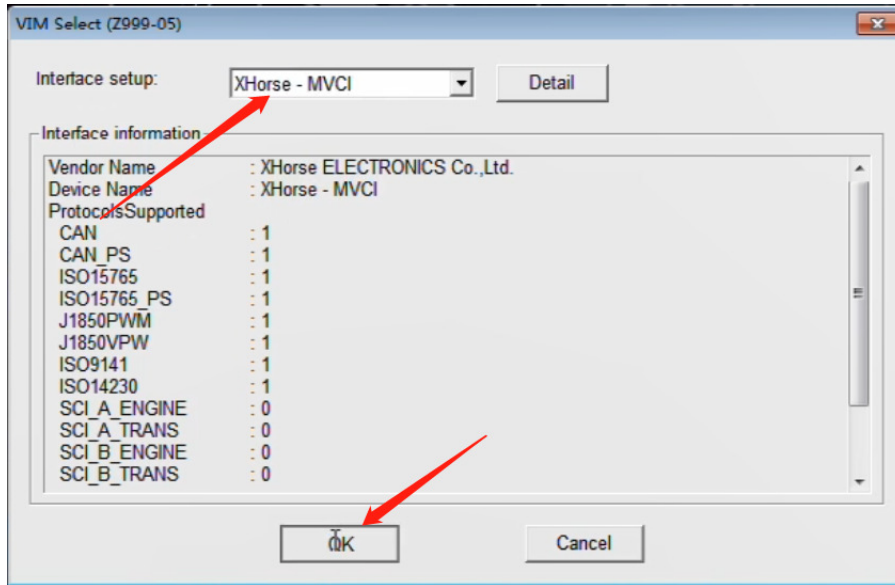 VIM Select (Z999-05)
Interface setup: XHorse - MVCI Detail
Interface information
Vendor Name : XHorse ELECTRONICS Co.,Ltd.
Device Name : XHorse - MVCI
ProtocolsSupported
CAN : 1
CAN_PS : 1
ISO15765 : 1
ISO15765_PS : 1
J1850PWM : 1
J1850VPW : 1
ISO9141 : 1
ISO14230 : 1
SCI_A_ENGINE : 0
SCI_A_TRANS : 0
SCI_B_ENGINE : 0
SCI_B_TRANS : 0
OK Cancel